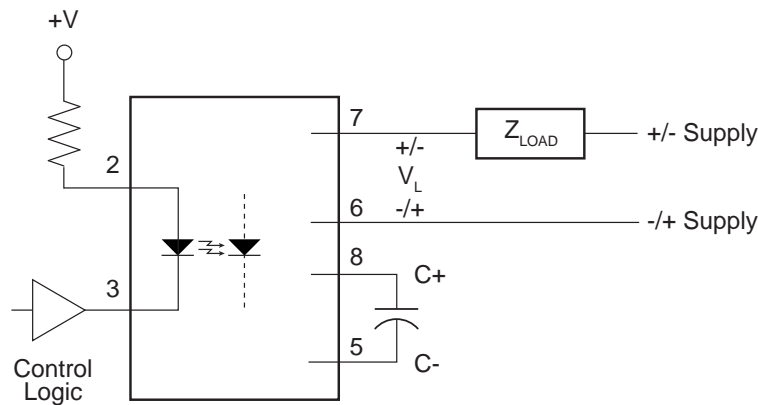 +V
7
Z LOAD
+/- Supply
+/-
V L
-/+
2
6
-/+ Supply
8
C+
3
5
C-
Control
Logic